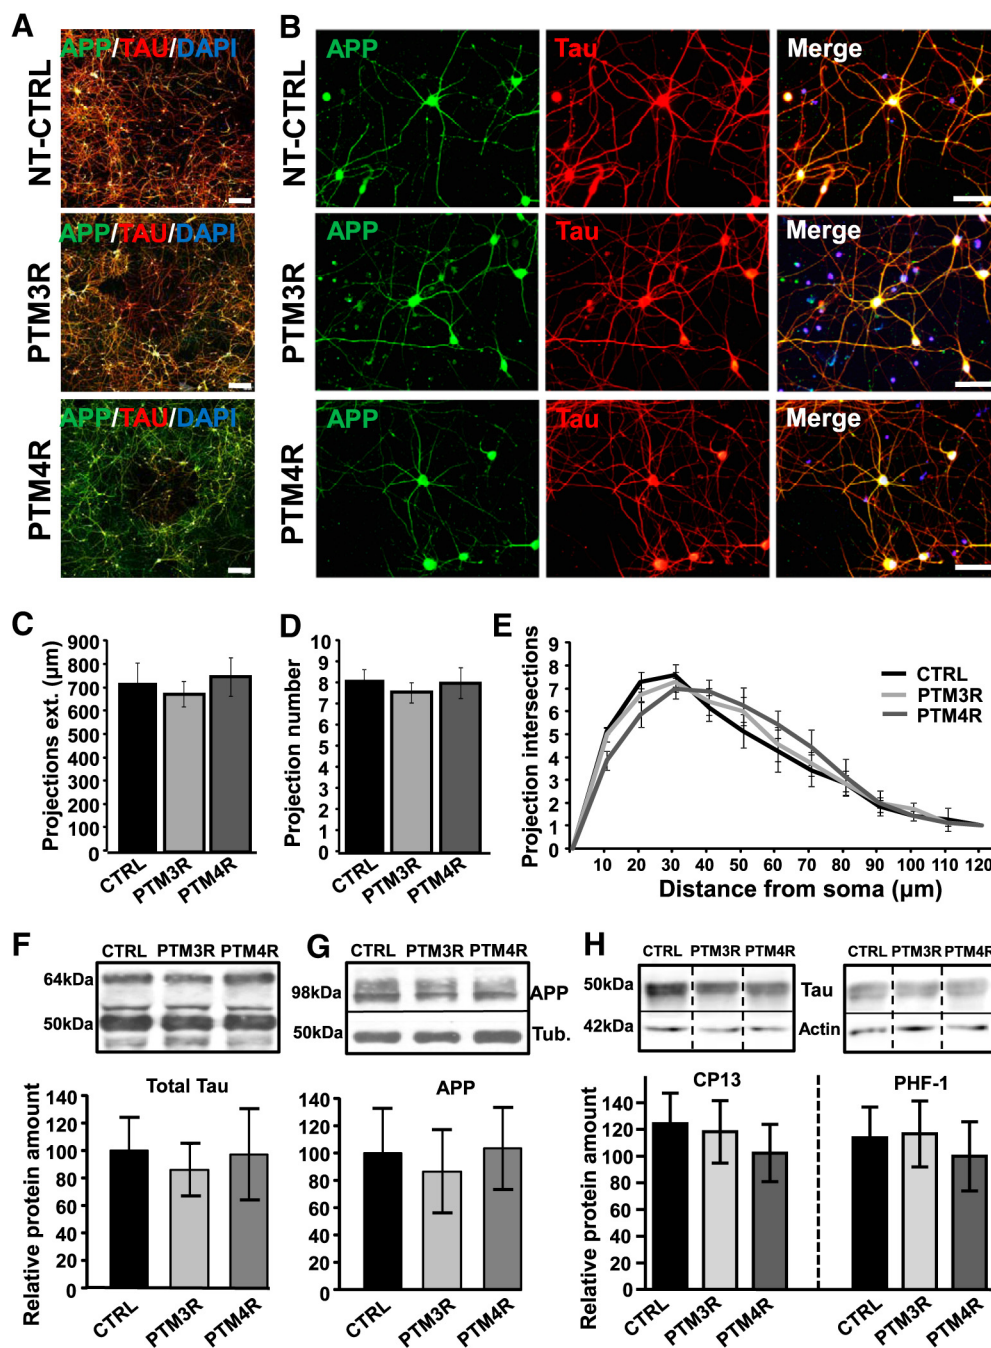 A
B
NT-CTRL
APP/TAU/DAPI
APP
Tau
Merge
PTM3R
APP/TAU/DAPI
APP
Tau
Merge
PTM4R
APP/TAU/DAPI
APP
Tau
Merge
C
Projections ext. (µm)
900
800
700
600
500
400
300
200
100
0
CTRL
PTM3R
PTM4R
D
Projection number
10
9
8
7
6
5
4
3
2
1
0
CTRL
PTM3R
PTM4R
E
Projection intersections
9
8
7
6
5
4
3
2
1
CTRL
PTM3R
PTM4R
10 20 30 40 50 60 70 80 90 100 110 120
Distance from soma (µm)
F
CTRL PTM3R PTM4R
64kDa
50kDa
Total Tau
Relative protein amount
140
120
100
80
60
40
20
0
CTRL
PTM3R
PTM4R
G
CTRL PTM3R PTM4R
98kDa
APP
50kDa
Tub.
APP
140
120
100
80
60
40
20
0
CTRL
PTM3R
PTM4R
H
CTRL PTM3R PTM4R
CTRL PTM3R PTM4R
50kDa
Tau
42kDa
Actin
CP13
PHF-1
Relative protein amount
140
120
100
80
60
40
20
0
CTRL
PTM3R
PTM4R
CTRL
PTM3R
PTM4R